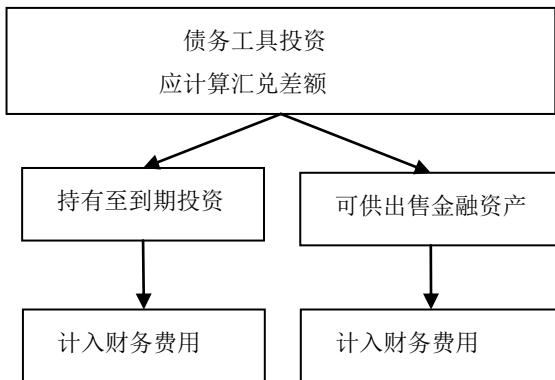 债务工具投资
应计算汇兑差额
持有至到期投资
可供出售金融资产
计入财务费用
计入财务费用